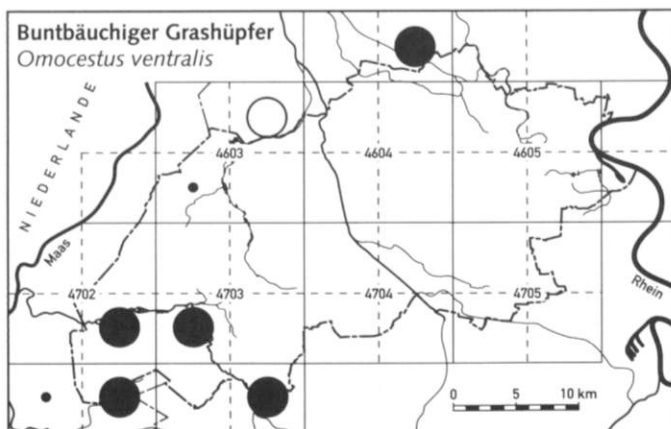 Buntbäuchiger Grashüpfer
Omocestus ventralis
NIEDERLANDE
Maas
4603
4604
4605
4702
4703
4704
4705
Rhein
0 5 10 km